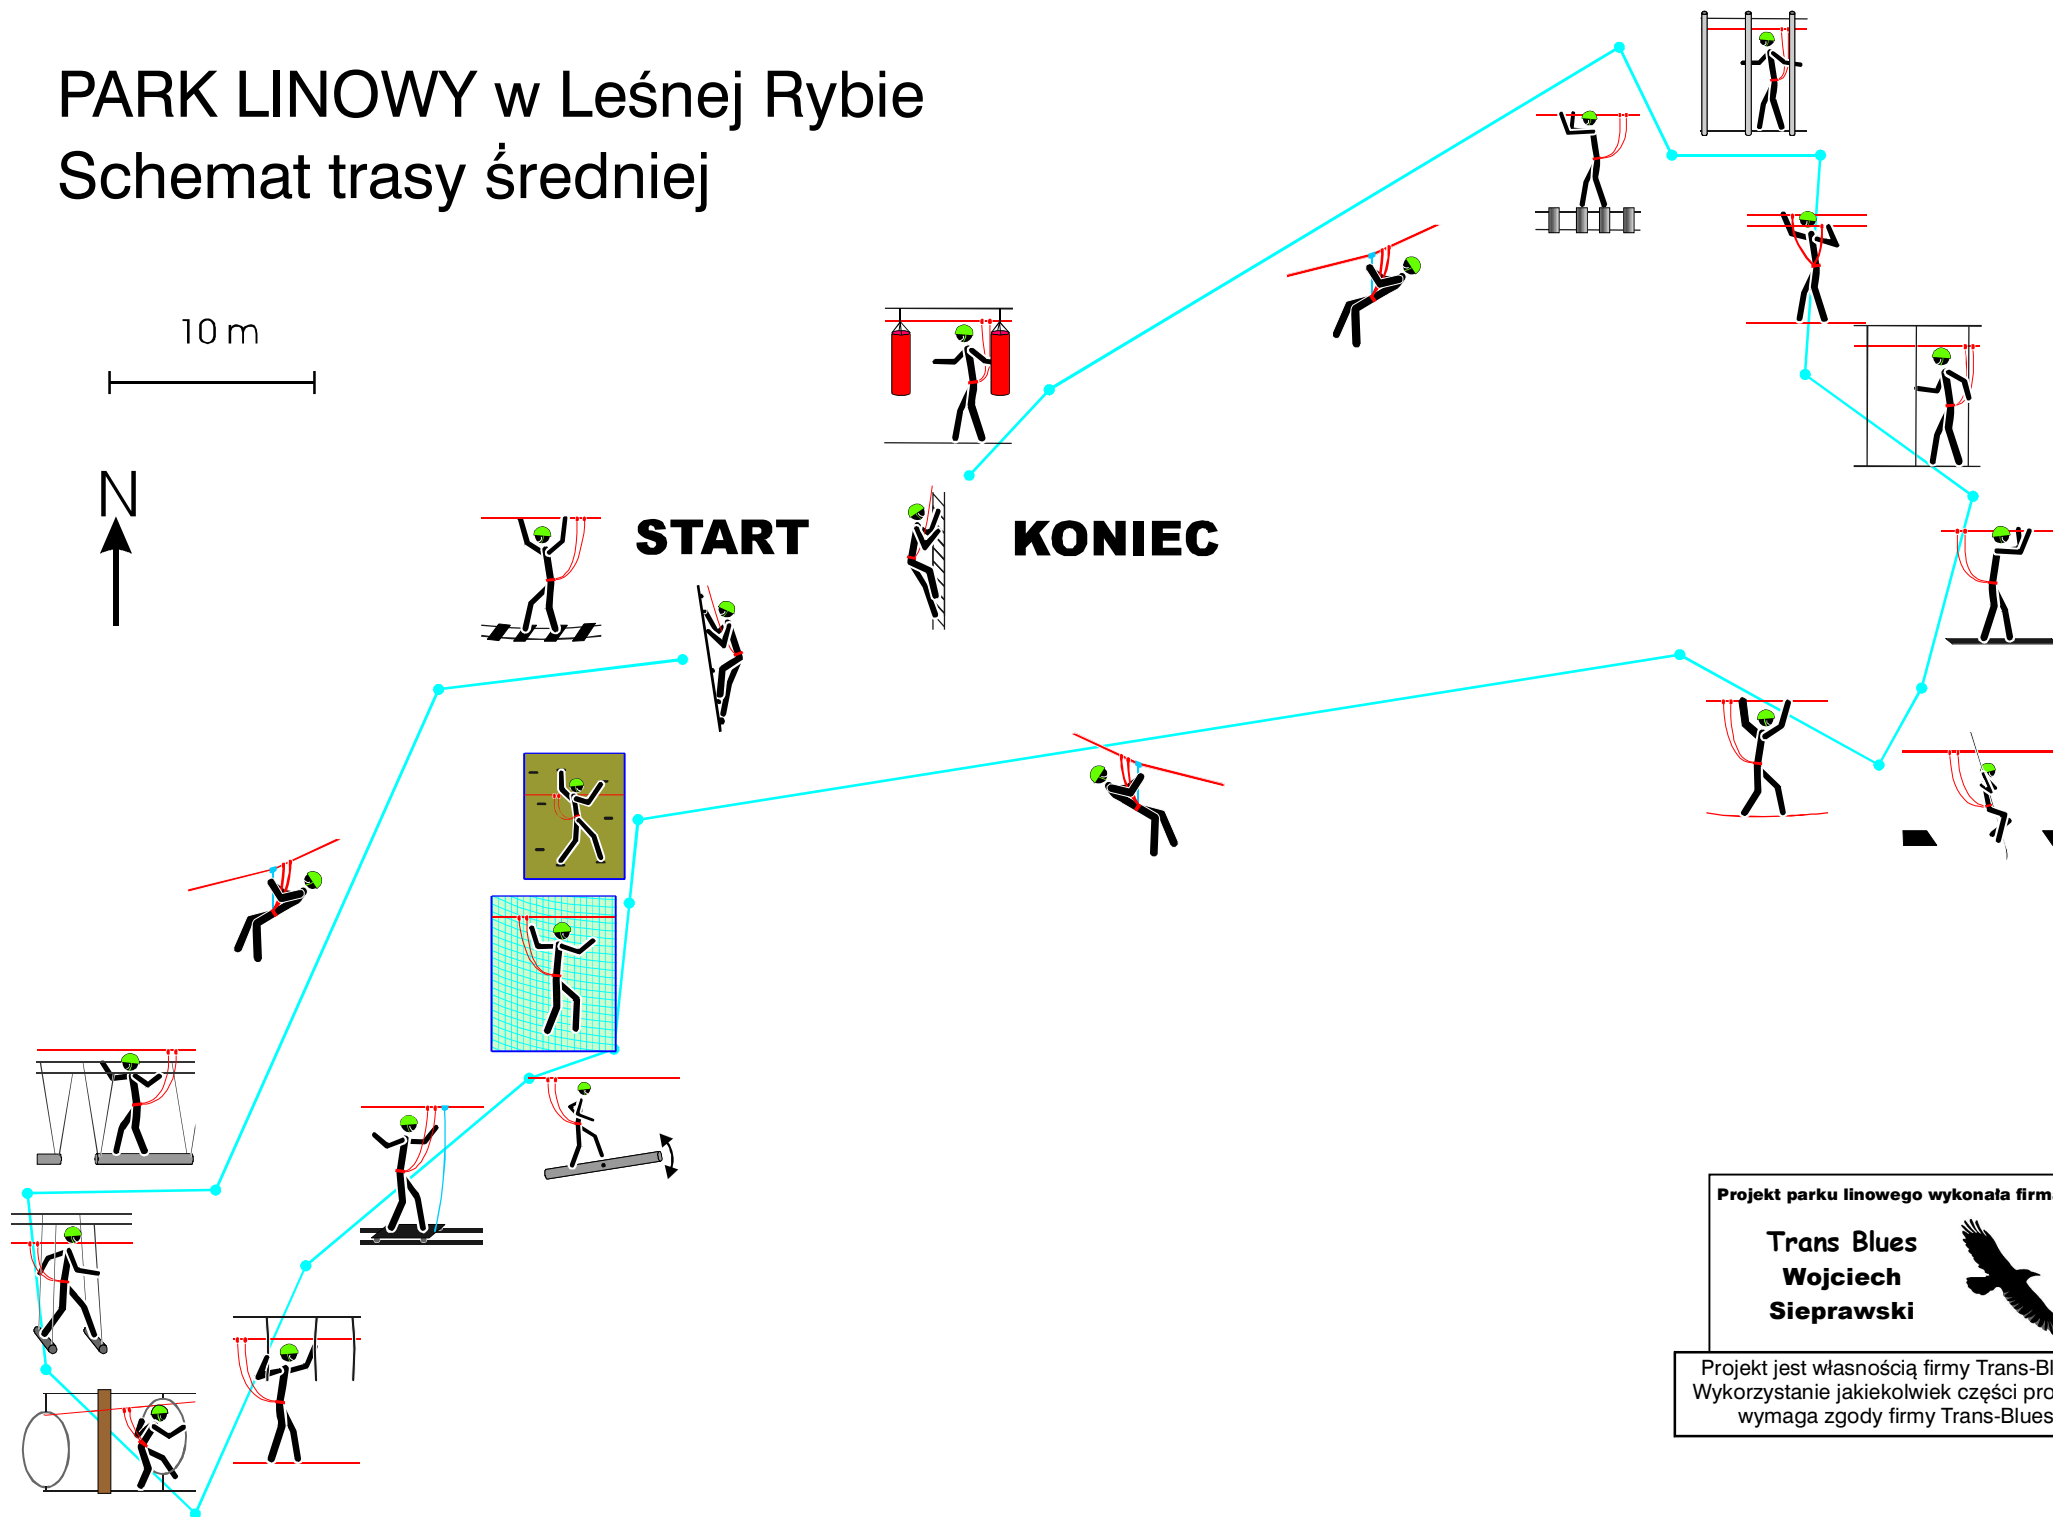 PARK LINOWY w Leśnej Rybie
Schemat trasy średniej
10 m
N
START
KONIEC
Projekt parku linowego wykonała firma
Trans Blues
Wojciech
Sieprawski
Projekt jest własnością firmy Trans-Bl
Wykorzystanie jakiekolwiek części pro
wymaga zgody firmy Trans-Blues